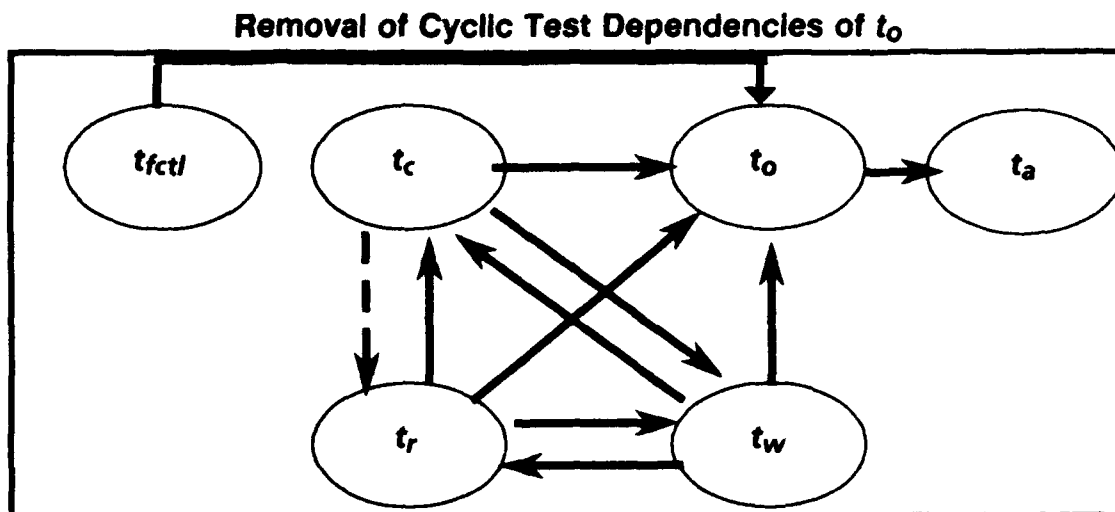 Removal of Cyclic Test Dependencies of to
tfctl
tc
to
ta
tr
tw